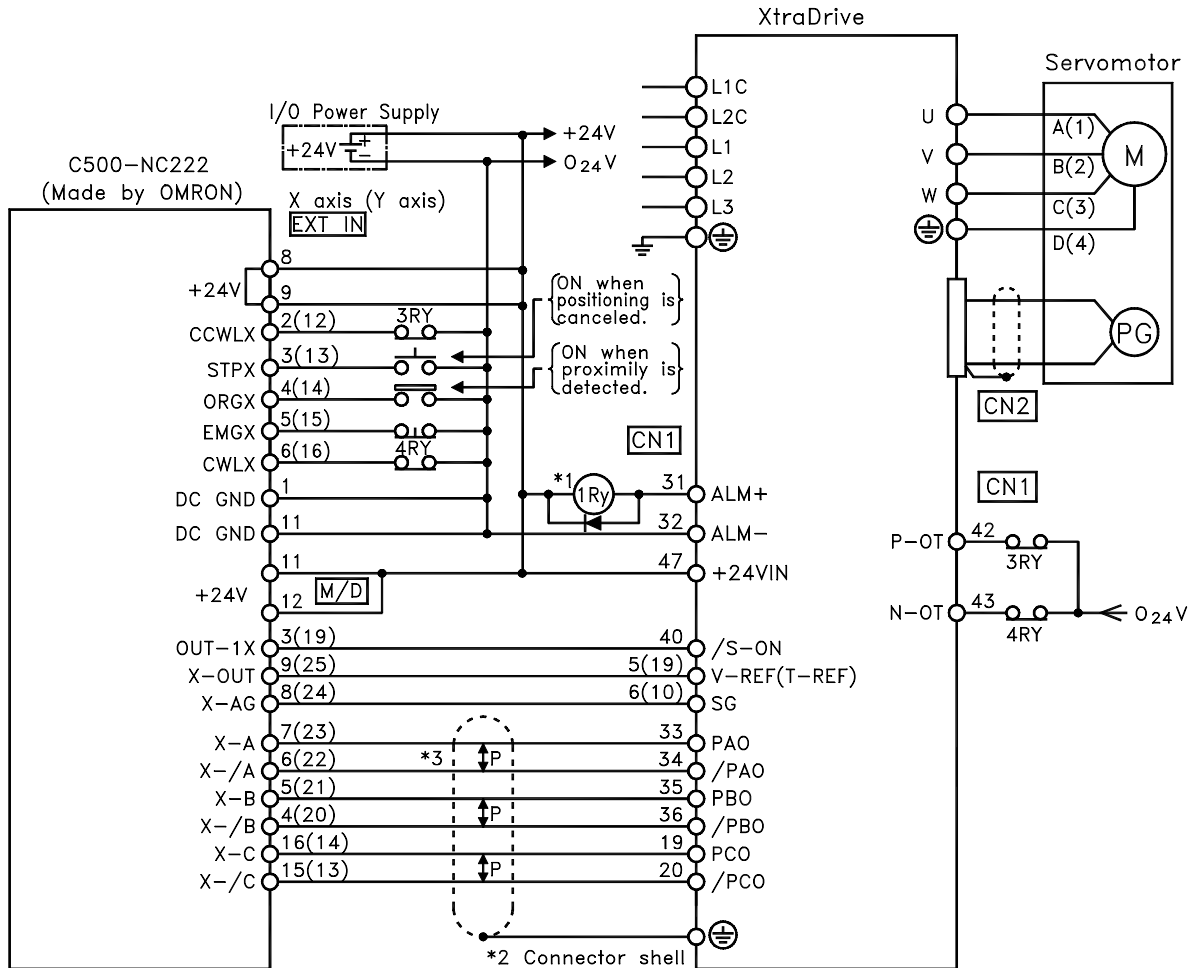 XtraDrive
Servomotor
I/O Power Supply
+24V
+
−
+24V
O24V
C500-NC222
(Made by OMRON)
X axis (Y axis)
EXT IN
L1C
L2C
L1
L2
L3
U
V
W
A(1)
B(2)
C(3)
D(4)
M
PG
CN2
CN1
+24V
8
9
CCWLX
2(12)
3RY
STPX
3(13)
ORGX
4(14)
EMGX
5(15)
CWLX
6(16)
4RY
DC GND
1
DC GND
11
ON when
positioning is
canceled.
ON when
proximily is
detected.
CN1
*1
1Ry
31
ALM+
32
ALM−
+24V
11
12
M/D
47
+24VIN
P-OT
42
3RY
N-OT
43
4RY
O24V
OUT-1X
3(19)
40
/S-ON
X-OUT
9(25)
5(19)
V-REF(T-REF)
X-AG
8(24)
6(10)
SG
X-A
7(23)
*3
P
33
PAO
X-/A
6(22)
34
/PAO
X-B
5(21)
P
35
PBO
X-/B
4(20)
36
/PBO
X-C
16(14)
P
19
PCO
X-/C
15(13)
20
/PCO
*2 Connector shell